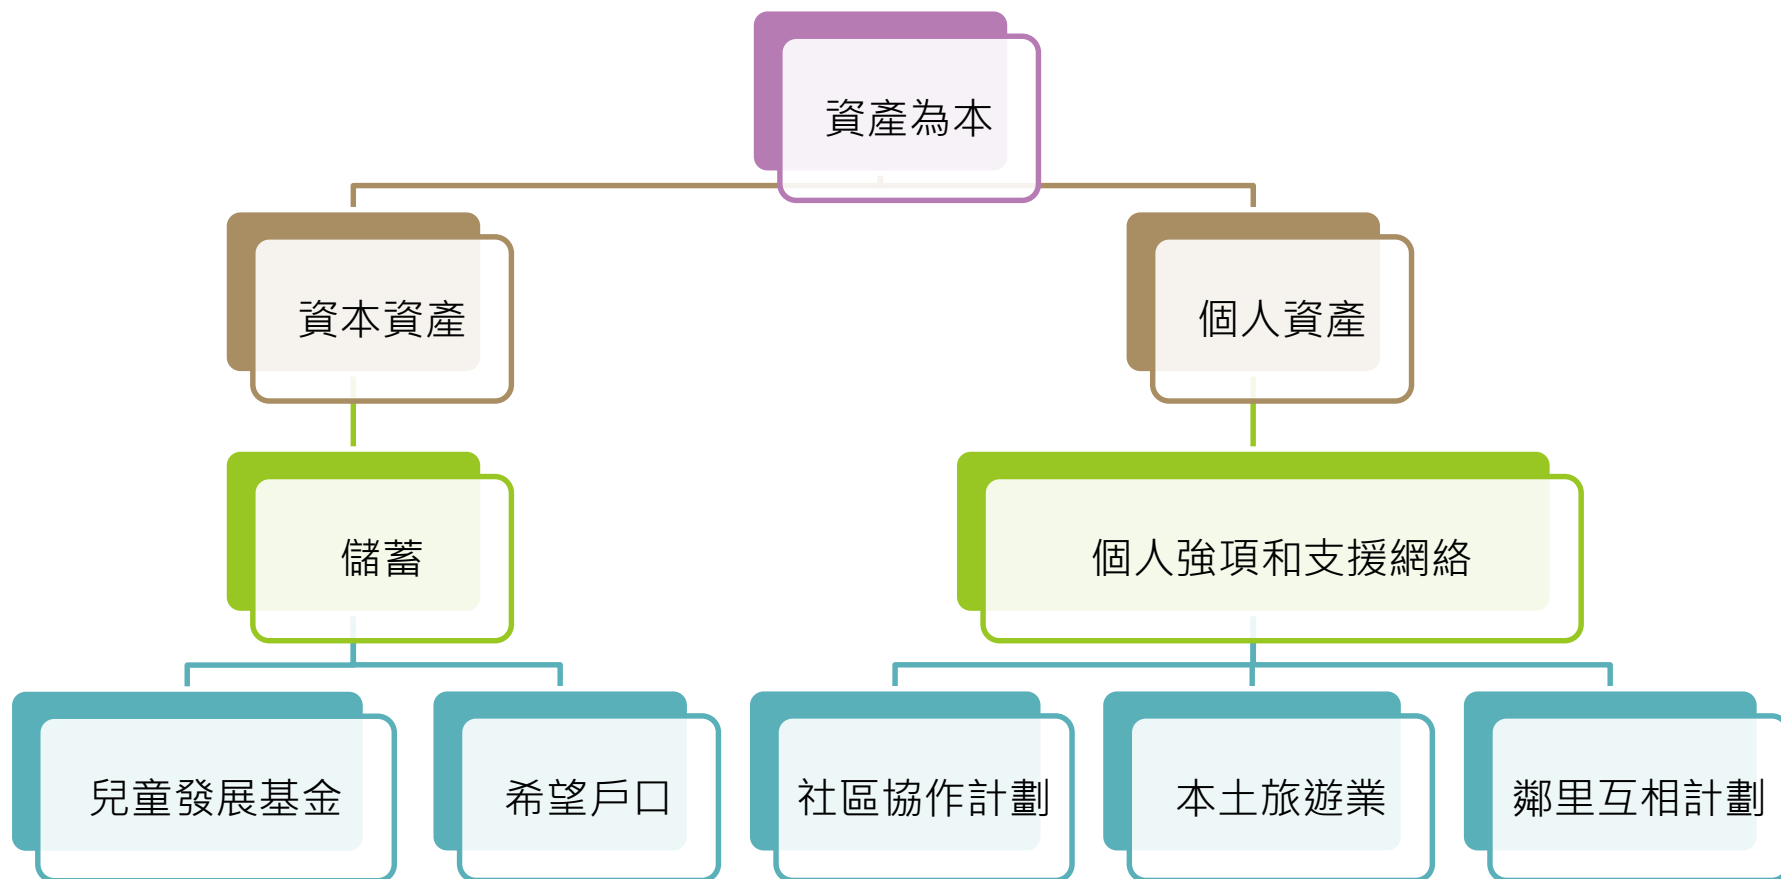 資產為本
資本資產
個人資產
儲蓄
個人強項和支援網絡
兒童發展基金
希望戶口
社區協作計劃
本土旅遊業
鄰里互相計劃